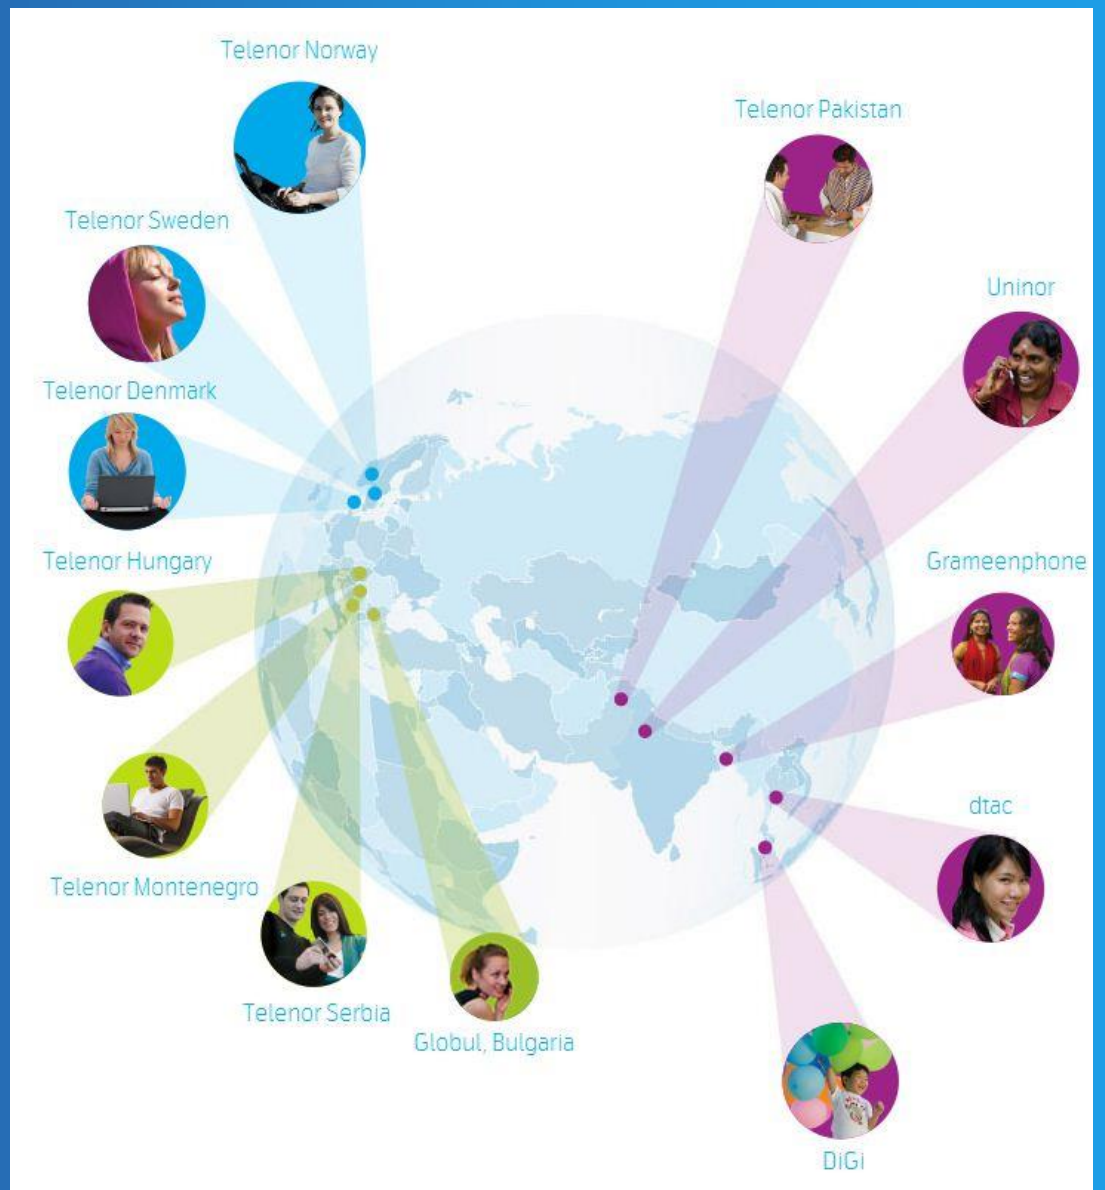 Telenor Norway
Telenor Pakistan
Telenor Sweden
Uninor
Telenor Denmark
Telenor Hungary
Grameenphone
dtac
Telenor Montenegro
Telenor Serbia
Globul, Bulgaria
DiGi